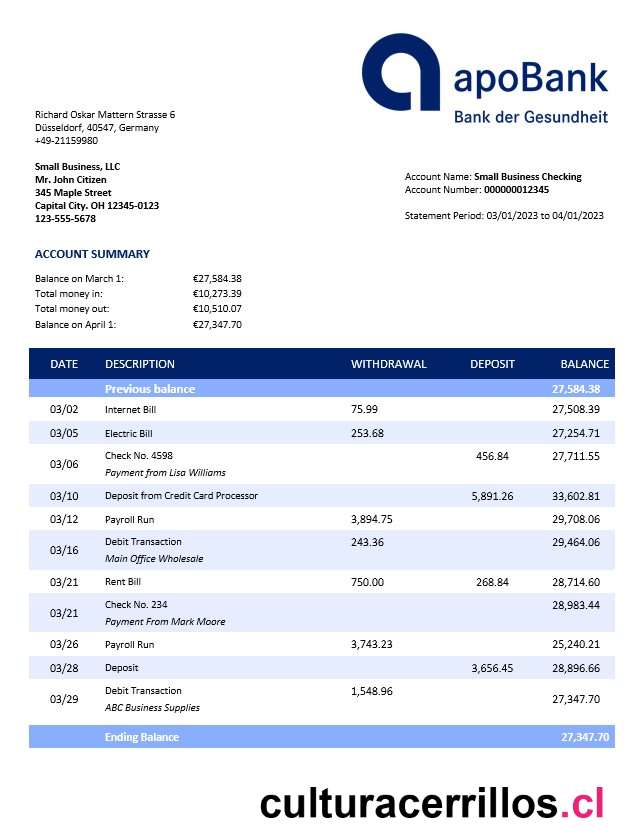 apoBank
Bank der Gesundheit
Richard Oskar Mattern Strasse 6
Düsseldorf, 40547, Germany
+49-21159980
Small Business, LLC
Mr. John Citizen
345 Maple Street
Capital City. OH 12345-0123
123-555-5678
Account Name: Small Business Checking
Account Number: 000000012345
Statement Period: 03/01/2023 to 04/01/2023
ACCOUNT SUMMARY
Balance on March 1: €27,584.38
Total money in: €10,273.39
Total money out: €10,510.07
Balance on April 1: €27,347.70
DATE DESCRIPTION WITHDRAWAL DEPOSIT BALANCE
Previous balance 27,584.38
03/02 Internet Bill 75.99 27,508.39
03/05 Electric Bill 253.68 27,254.71
03/06 Check No. 4598 456.84 27,711.55
Payment from Lisa Williams
03/10 Deposit from Credit Card Processor 5,891.26 33,602.81
03/12 Payroll Run 3,894.75 29,708.06
03/16 Debit Transaction 243.36 29,464.06
Main Office Wholesale
03/21 Rent Bill 750.00 268.84 28,714.60
03/21 Check No. 234 28,983.44
Payment From Mark Moore
03/26 Payroll Run 3,743.23 25,240.21
03/28 Deposit 3,656.45 28,896.66
03/29 Debit Transaction 1,548.96 27,347.70
ABC Business Supplies
Ending Balance 27,347.70
culturacerrillos.cl